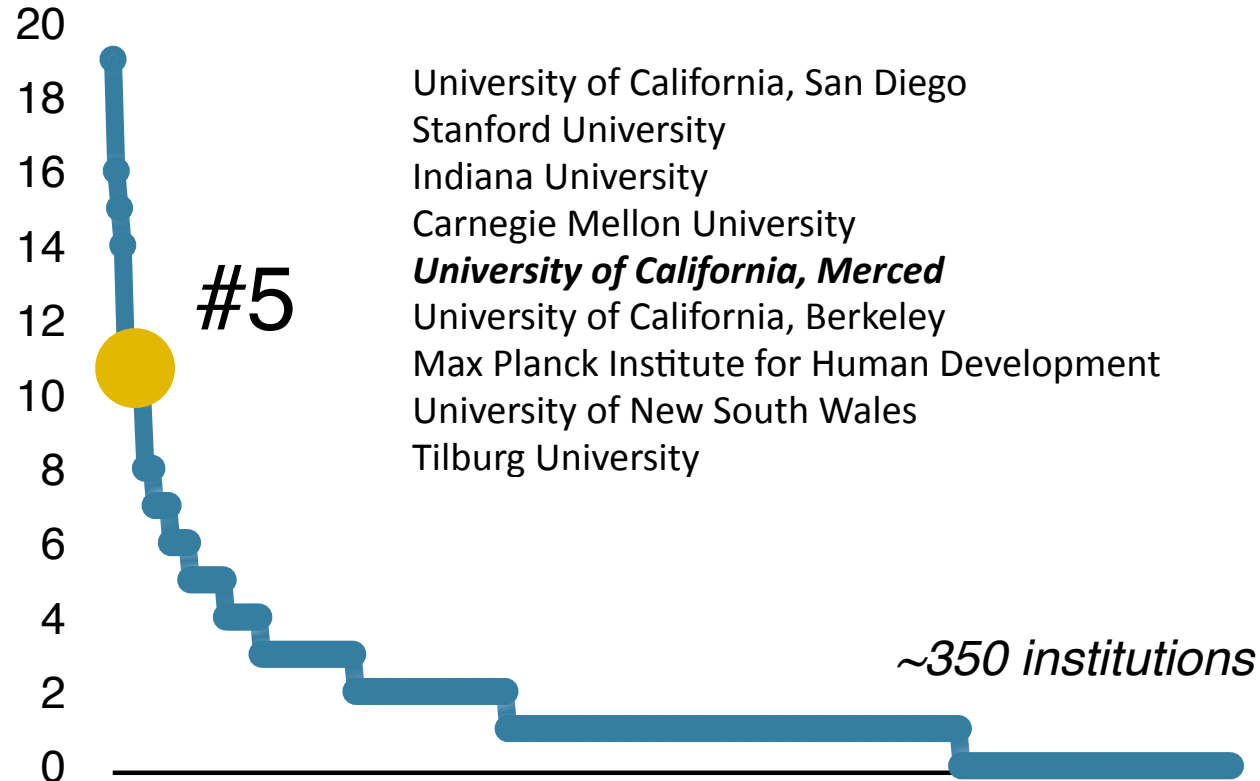 20
18
16
14
12
10
8
6
4
2
0
#5
University of California, San Diego
Stanford University
Indiana University
Carnegie Mellon University
University of California, Merced
University of California, Berkeley
Max Planck Institute for Human Development
University of New South Wales
Tilburg University
~350 institutions